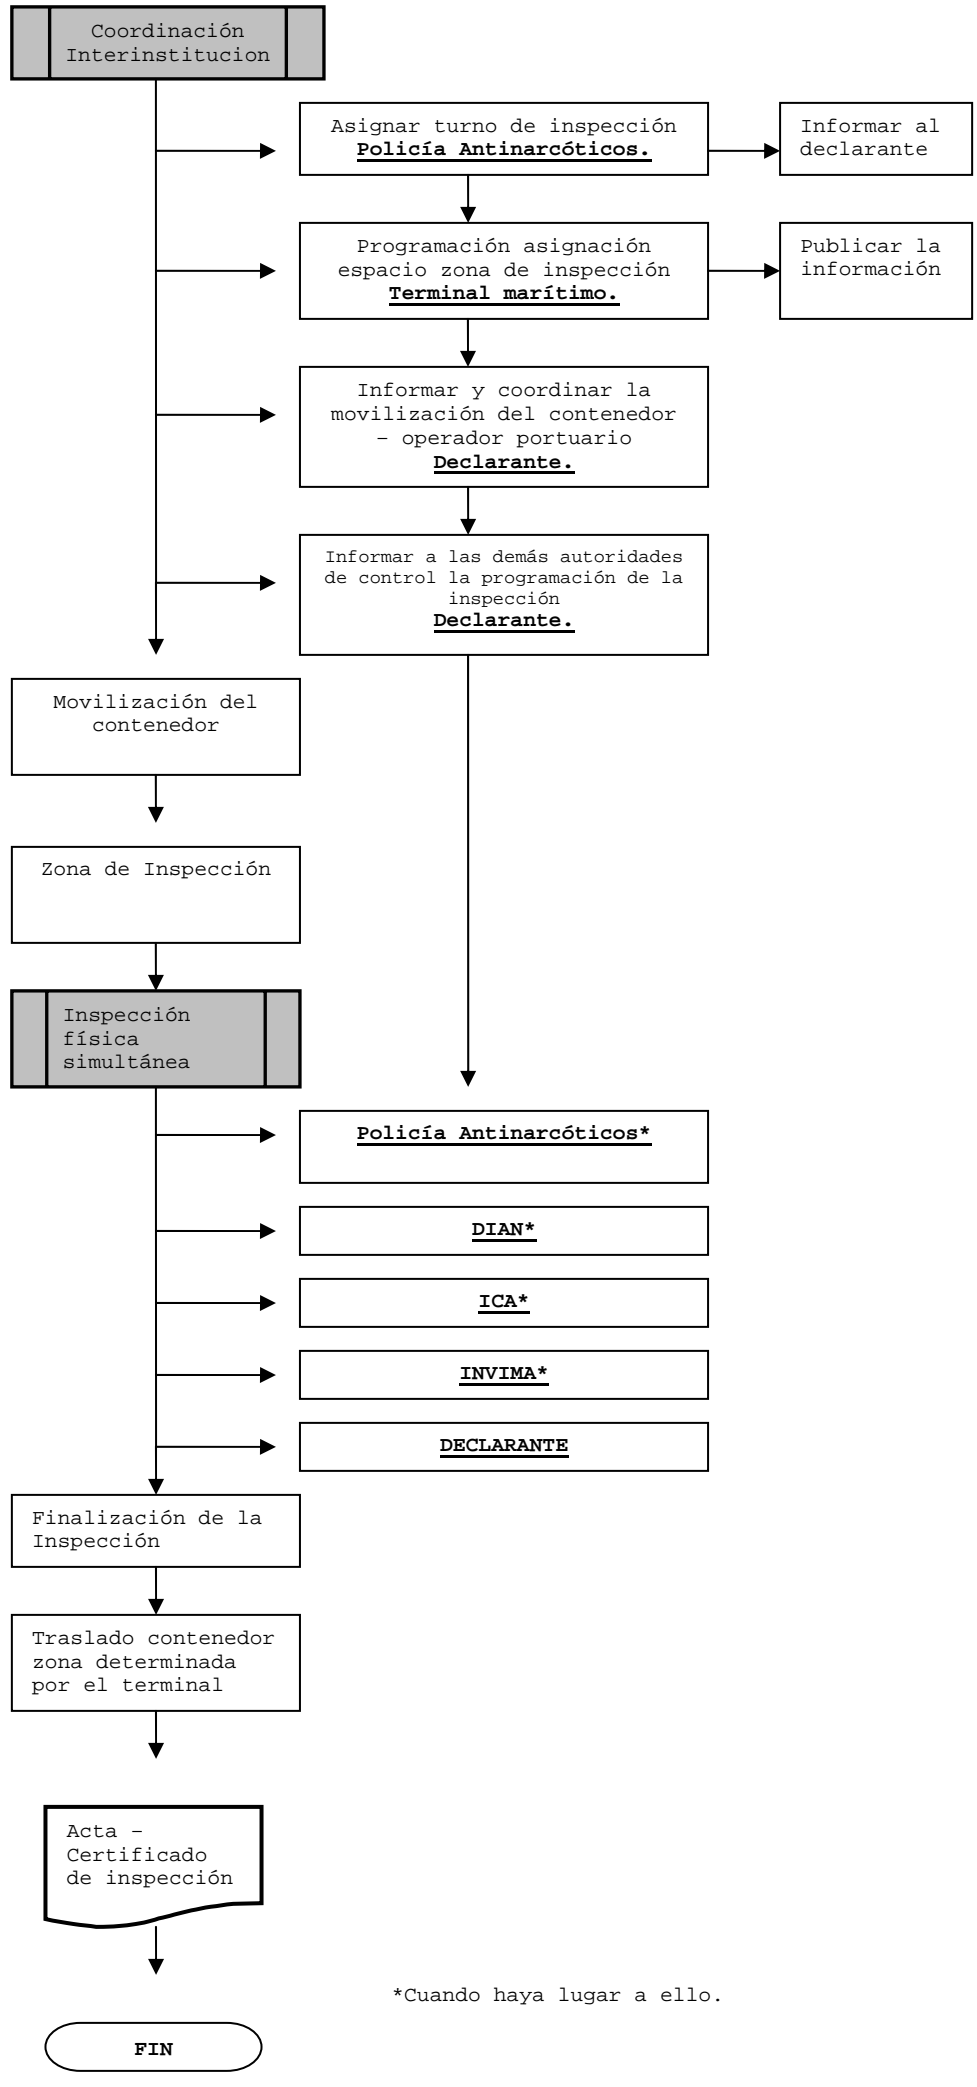 Coordinación
Interinstitucion
Asignar turno de inspección
Policía Antinarcóticos.
Informar al
declarante
Programación asignación
espacio zona de inspección
Terminal marítimo.
Publicar la
información
Informar y coordinar la
movilización del contenedor
– operador portuario
Declarante.
Informar a las demás autoridades
de control la programación de la
inspección
Declarante.
Movilización del
contenedor
Zona de Inspección
Inspección
física
simultánea
Policía Antinarcóticos*
DIAN*
ICA*
INVIMA*
DECLARANTE
Finalización de la
Inspección
Traslado contenedor
zona determinada
por el terminal
Acta –
Certificado
de inspección
*Cuando haya lugar a ello.
FIN